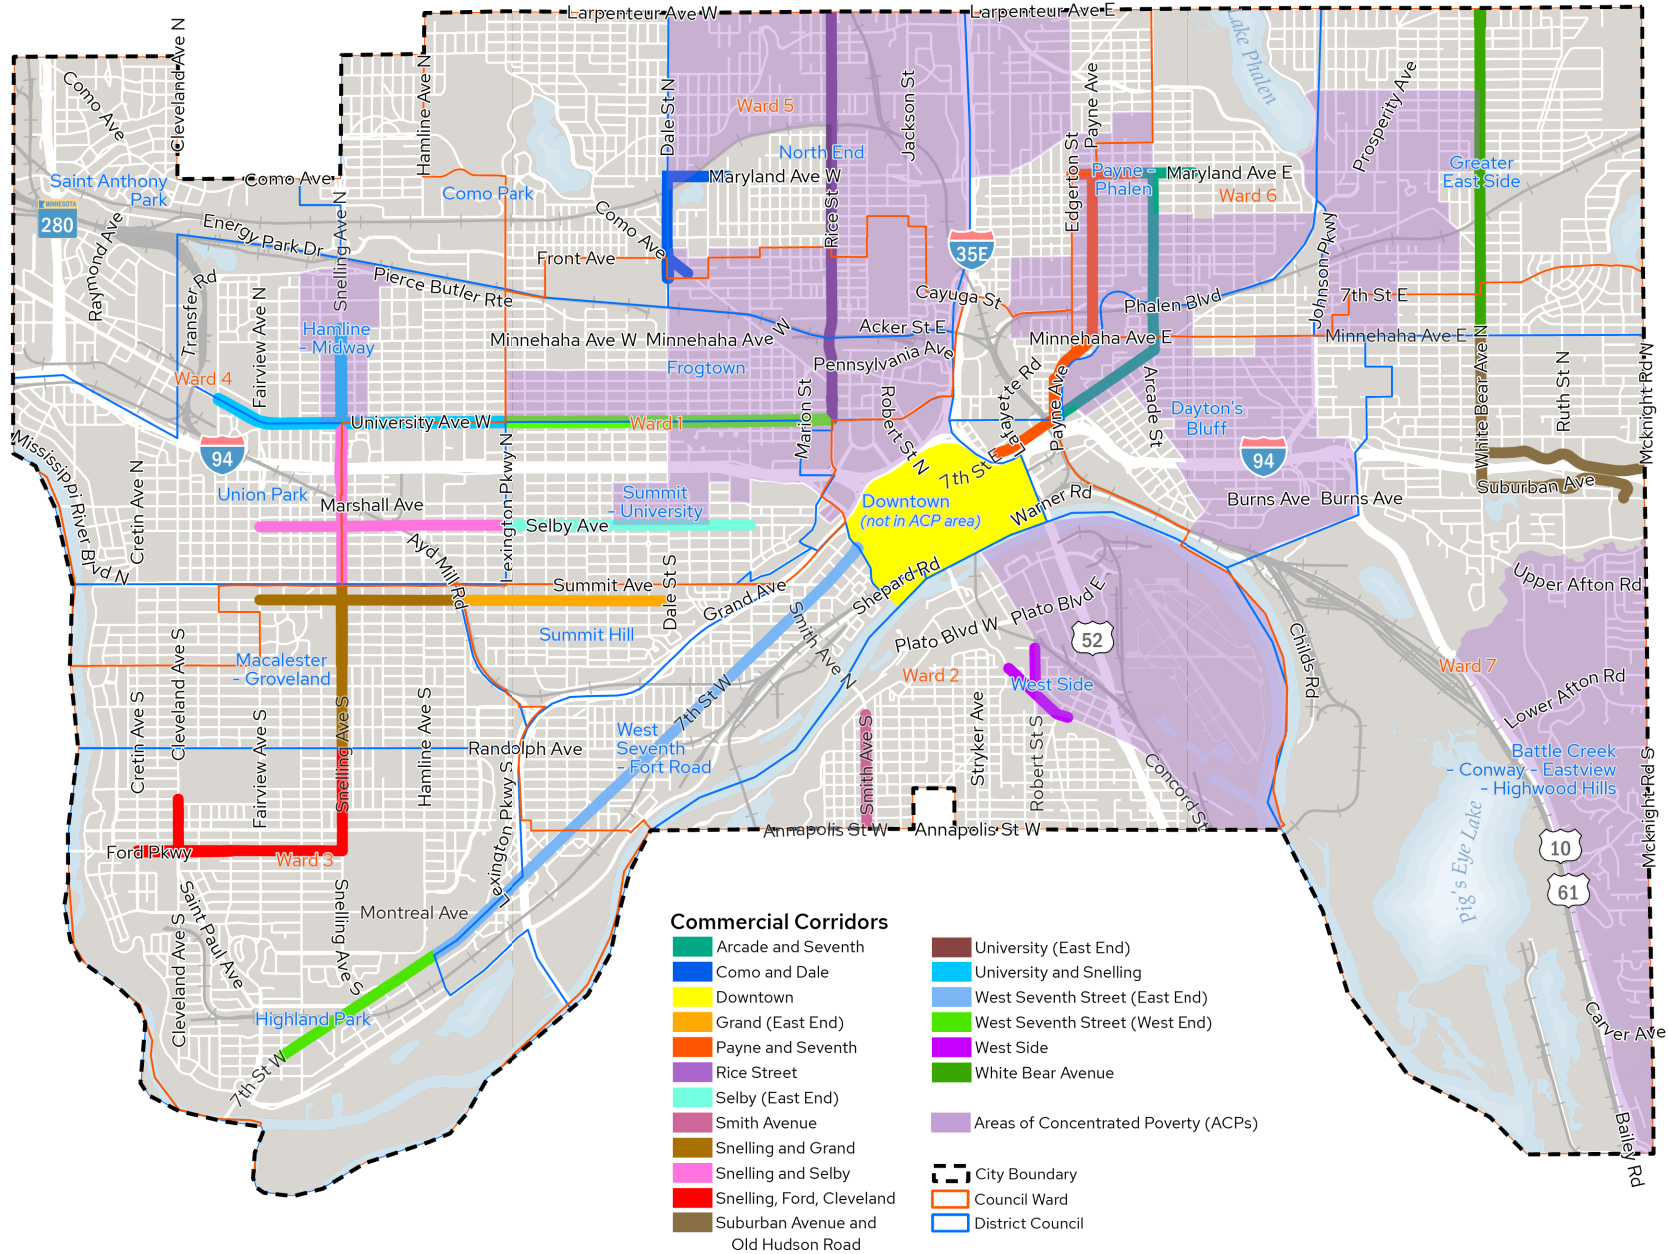 Larpenteur Ave W
Larpenteur Ave E
Cleveland Ave N
Como Ave
Hamline Ave N
Dale St N
Ward 5
Jackson St
Payne Ave
Lake Phalen
Prosperity Ave
North End
Saint Anthony
Park
Como Ave
Como Park
Maryland Ave W
Edgerton St
Payne -
Phalen
Maryland Ave E
Ward 6
Greater
East Side
MINNESOTA
280
Raymond Ave
Energy Park Dr
Snelling Ave N
Como Ave
Rice St
35E
Front Ave
Transfer Rd
Pierce Butler Rte
Cayuga St
Phalen Blvd
Johnson Pkwy
7th St E
Fairview Ave N
Hamline
- Midway
Minnehaha Ave W
Minnehaha Ave
W
Acker St E
Minnehaha Ave E
Minnehaha Ave E
Pennsylvania Ave
Frogtown
Ward 4
Lafayette Rd
Payne Ave
Arcade St
White Bear Ave N
Ruth St N
Mcknight Rd N
Marion St
Robert St N
Dayton's
Bluff
University Ave W
Ward 1
94
94
Mississippi River Blvd N
Cretin Ave N
Union Park
Marshall Ave
Lexington Pkwy N
Summit
- University
7th St E
Downtown
(not in ACP area)
Warner Rd
Burns Ave
Burns Ave
Suburban Ave
Selby Ave
Ayd Mill Rd
Summit Ave
Dale St S
Grand Ave
Shepard Rd
Smith Ave N
Plato Blvd W
Plato Blvd E
52
Upper Afton Rd
Childs Rd
Summit Hill
Macalester
- Groveland
Cleveland Ave S
Ward 2
West Side
Ward 7
Lower Afton Rd
Cretin Ave S
Fairview Ave S
Snelling Ave S
Hamline Ave S
Randolph Ave
7th St W
West
Seventh
- Fort Road
Smith Ave S
Stryker Ave
Robert St S
Concord St
Battle Creek
- Conway - Eastview
- Highwood Hills
Mcknight Rd S
Annapolis St W
Annapolis St W
Lexington Pkwy S
Ford Pkwy
Ward 3
Pig's Eye Lake
10
61
Saint Paul Ave
Snelling Ave S
Montreal Ave
Cleveland Ave S
Highland Park
7th St W
Carver Ave
Bailey Rd
Commercial Corridors
Arcade and Seventh
Como and Dale
Downtown
Grand (East End)
Payne and Seventh
Rice Street
Selby (East End)
Smith Avenue
Snelling and Grand
Snelling and Selby
Snelling, Ford, Cleveland
Suburban Avenue and
Old Hudson Road
University (East End)
University and Snelling
West Seventh Street (East End)
West Seventh Street (West End)
West Side
White Bear Avenue
Areas of Concentrated Poverty (ACPs)
City Boundary
Council Ward
District Council